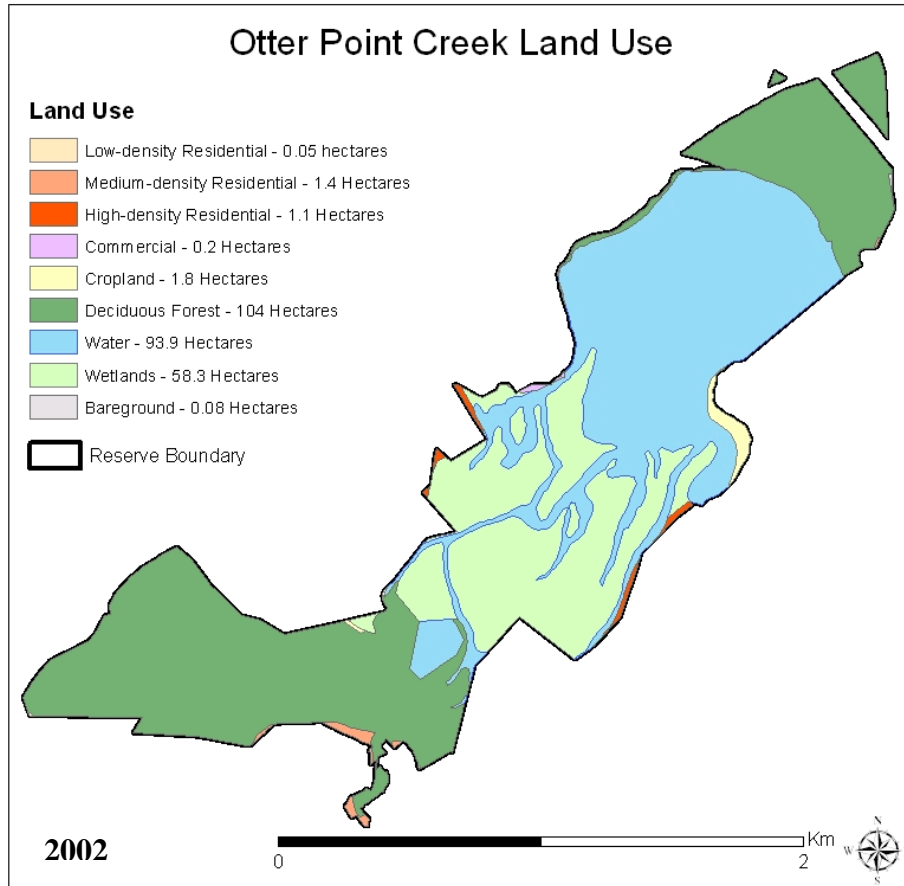 Otter Point Creek Land Use
Land Use
Low-density Residential - 0.05 hectares
Medium-density Residential - 1.4 Hectares
High-density Residential - 1.1 Hectares
Commercial - 0.2 Hectares
Cropland - 1.8 Hectares
Deciduous Forest - 104 Hectares
Water - 93.9 Hectares
Wetlands - 58.3 Hectares
Bareground - 0.08 Hectares
Reserve Boundary
2002
Km
0 2
N
W E
S